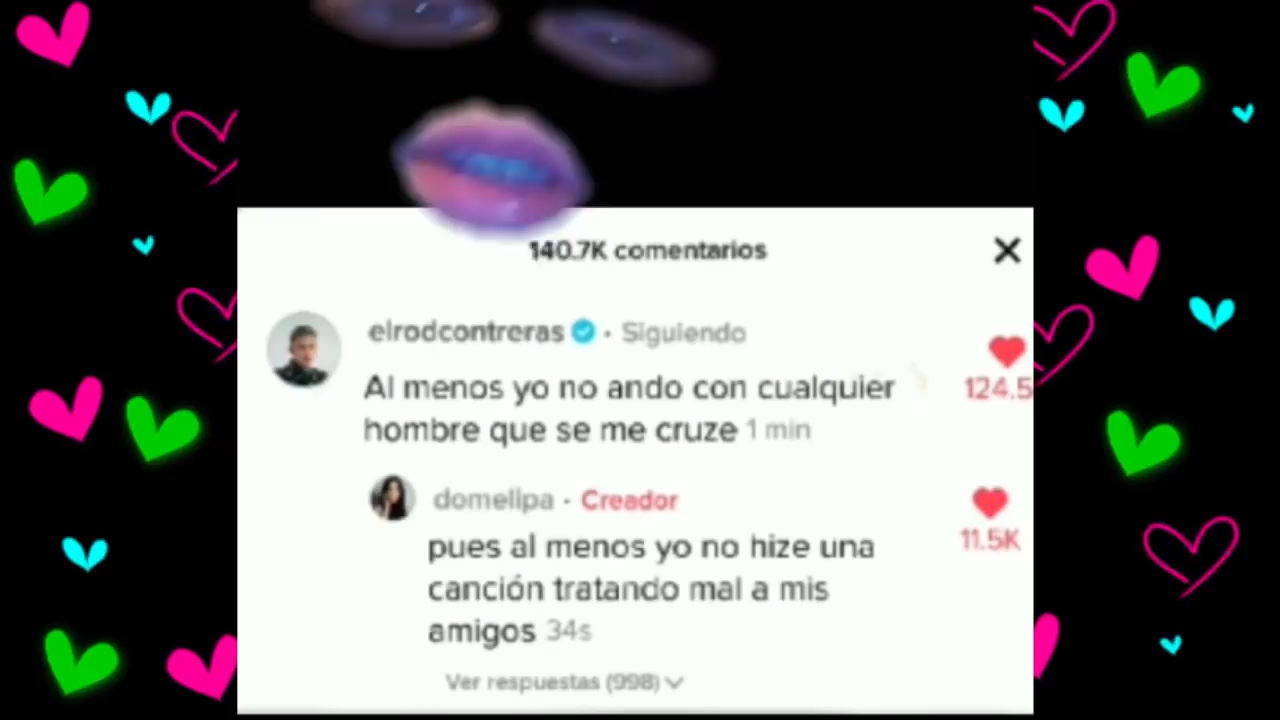 140.7K comentarios
elrodcontreras · Siguiendo
Al menos yo no ando con cualquier
hombre que se me cruze 1 min
124.5
domelipa · Creador
pues al menos yo no hize una
canción tratando mal a mis
amigos 34s
11.5K
Ver respuestas (998)